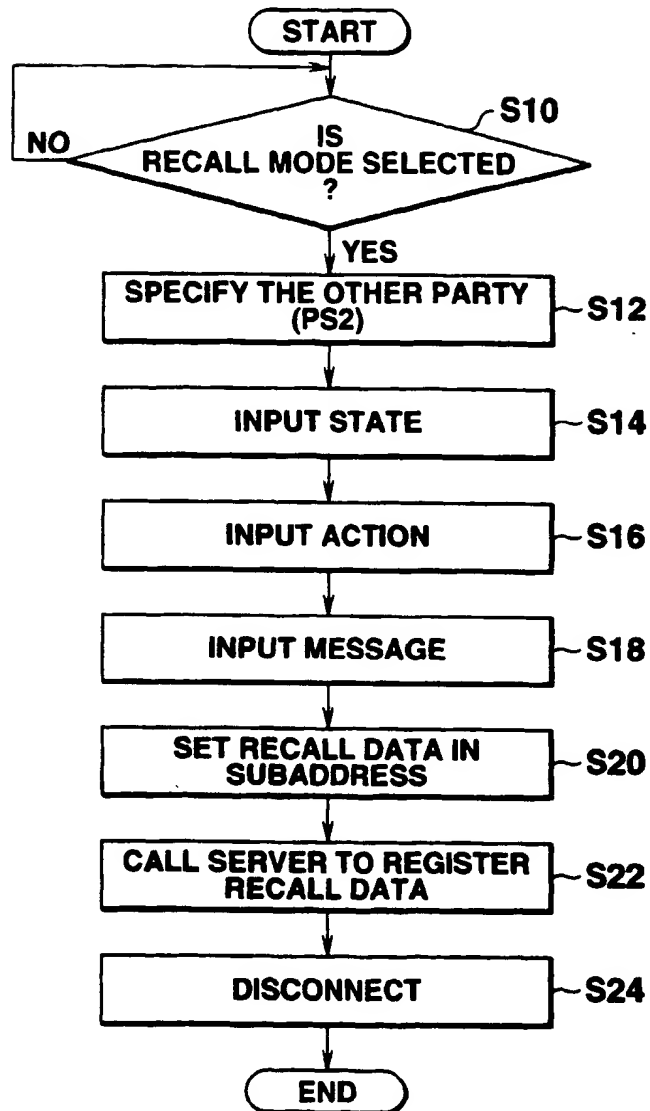 START
S10
IS
RECALL MODE SELECTED
?
NO
YES
SPECIFY THE OTHER PARTY
(PS2)
S12
INPUT STATE
S14
INPUT ACTION
S16
INPUT MESSAGE
S18
SET RECALL DATA IN
SUBADDRESS
S20
CALL SERVER TO REGISTER
RECALL DATA
S22
DISCONNECT
S24
END